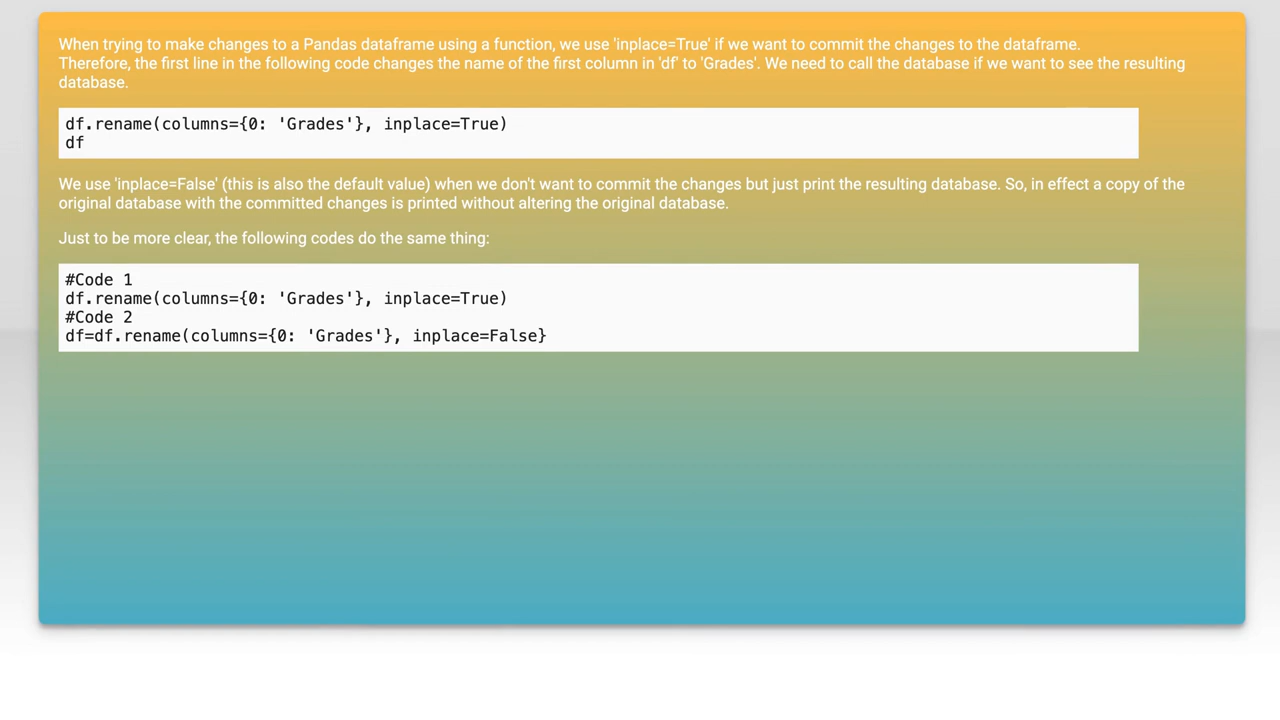 When trying to make changes to a Pandas dataframe using a function, we use 'inplace=True' if we want to commit the changes to the dataframe.
Therefore, the first line in the following code changes the name of the first column in 'df' to 'Grades'. We need to call the database if we want to see the resulting
database.
df.rename(columns={0: 'Grades'}, inplace=True)
df
We use 'inplace=False' (this is also the default value) when we don't want to commit the changes but just print the resulting database. So, in effect a copy of the
original database with the committed changes is printed without altering the original database.
Just to be more clear, the following codes do the same thing:
#Code 1
df.rename(columns={0: 'Grades'}, inplace=True)
#Code 2
df=df.rename(columns={0: 'Grades'}, inplace=False}